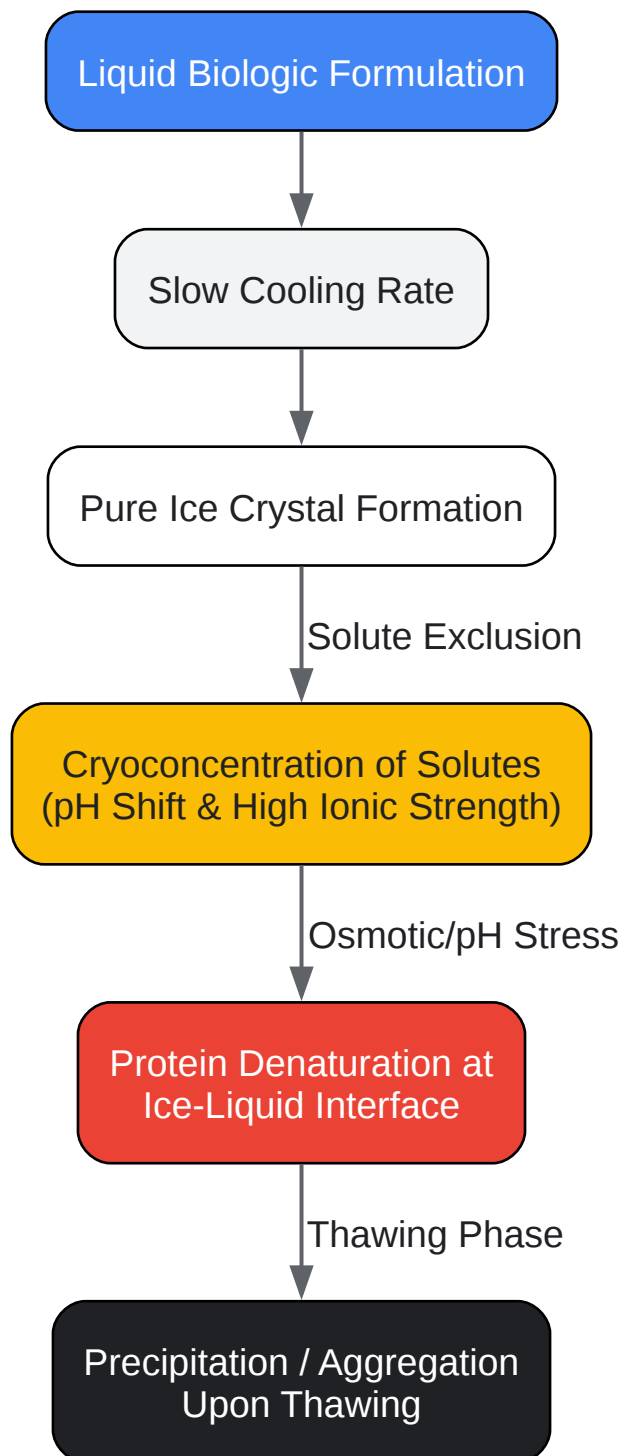 Liquid Biologic Formulation
Slow Cooling Rate
Pure Ice Crystal Formation
Solute Exclusion
Cryoconcentration of Solutes
(pH Shift & High Ionic Strength)
Osmotic/pH Stress
Protein Denaturation at
Ice-Liquid Interface
Thawing Phase
Precipitation / Aggregation
Upon Thawing